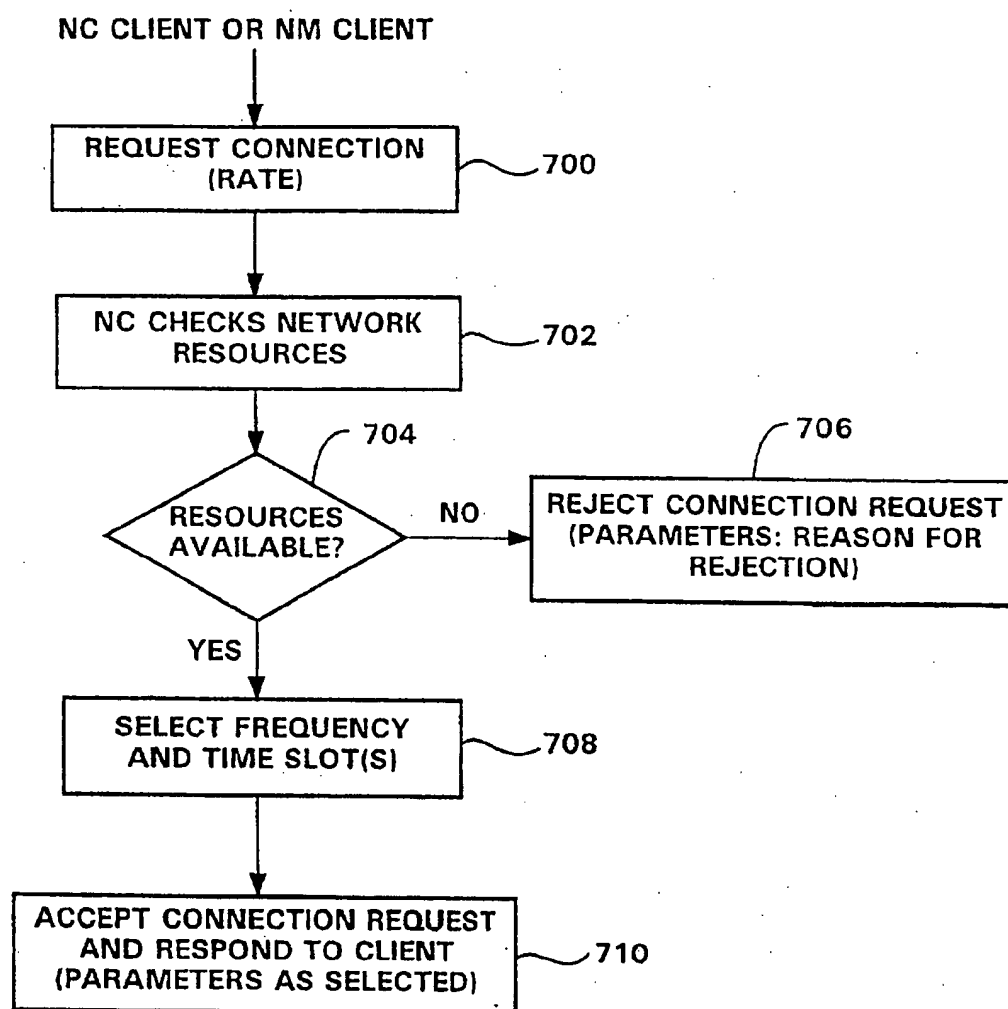 NC CLIENT OR NM CLIENT
REQUEST CONNECTION
(RATE)
700
NC CHECKS NETWORK
RESOURCES
702
704
RESOURCES
AVAILABLE?
NO
706
REJECT CONNECTION REQUEST
(PARAMETERS: REASON FOR
REJECTION)
YES
SELECT FREQUENCY
AND TIME SLOT(S)
708
ACCEPT CONNECTION REQUEST
AND RESPOND TO CLIENT
(PARAMETERS AS SELECTED)
710